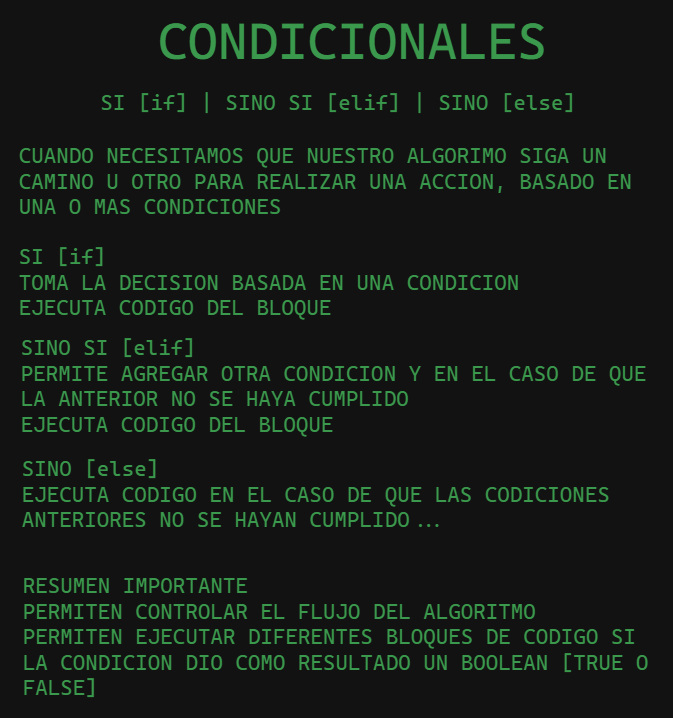 CONDICIONALES
SI [if] | SINO SI [elif] | SINO [else]
CUANDO NECESITAMOS QUE NUESTRO ALGORIMO SIGA UN
CAMINO U OTRO PARA REALIZAR UNA ACCION, BASADO EN
UNA O MAS CONDICIONES
SI [if]
TOMA LA DECISION BASADA EN UNA CONDICION
EJECUTA CODIGO DEL BLOQUE
SINO SI [elif]
PERMITE AGREGAR OTRA CONDICION Y EN EL CASO DE QUE
LA ANTERIOR NO SE HAYA CUMPLIDO
EJECUTA CODIGO DEL BLOQUE
SINO [else]
EJECUTA CODIGO EN EL CASO DE QUE LAS CODICIONES
ANTERIORES NO SE HAYAN CUMPLIDO...
RESUMEN IMPORTANTE
PERMITEN CONTROLAR EL FLUJO DEL ALGORITMO
PERMITEN EJECUTAR DIFERENTES BLOQUES DE CODIGO SI
LA CONDICION DIO COMO RESULTADO UN BOOLEAN [TRUE O
FALSE]